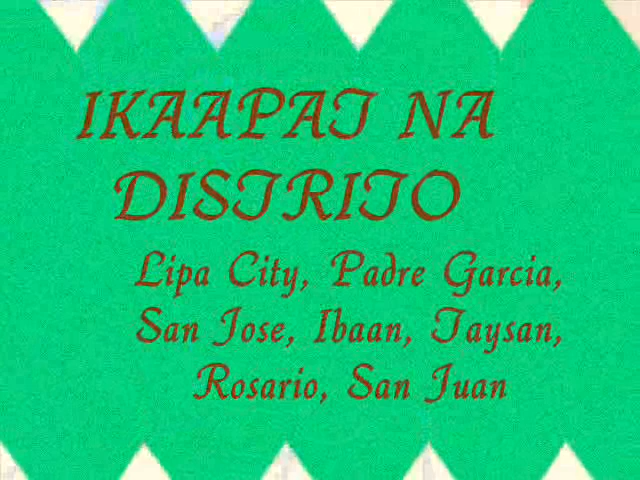 IKAAPAT NA
DISTRITO
Lipa City, Padre Garcia,
San Jose, Ibaan, Taysan,
Rosario, San Juan